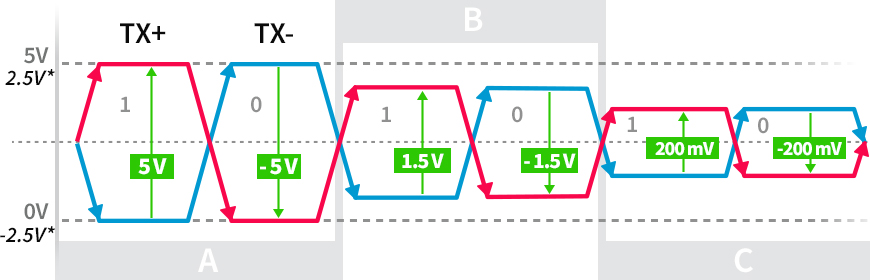 B
TX+ TX-
5V
2.5V*
1 0 1 0 1 0
5V -5V 1.5V -1.5V 200 mV -200 mV
0V
-2.5V*
A C